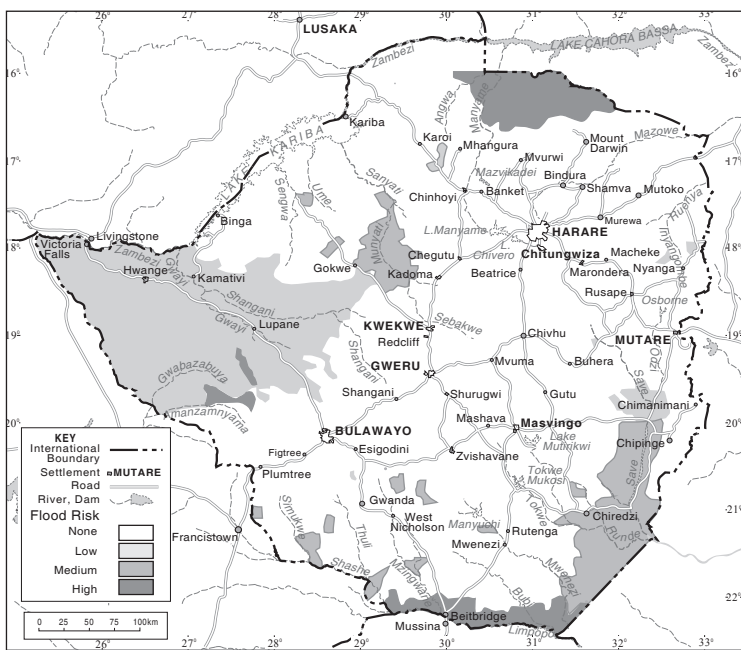 26° 27° 28° 29° 30° 31° 32° 33°
LUSAKA
LAKE CAHORA BASSA
Zambezi
Zambezi
16° 16°
Kariba
LAKE KARIBA
Angwa
Manyame
Karoi
Mhangura
Mount
Darwin
Mazowe
17° 17°
Mvurwi
Mazvikadei
Bindura
Sanyati
Ume
Sengwa
Chinhoyi
Banket
Shamva
Mutoko
Binga
Murewa
Ruenya
Livingstone
Victoria
Falls
HARARE
L.Manyame
18° 18°
Zambezi
Munyati
Chegutu
Chivero
Chitungwiza
Macheke
Inyangombe
Hwange
Gwayi
Kamativi
Gokwe
Kadoma
Beatrice
Marondera
Nyanga
Rusape
Osborne
Shangani
Gwayi
Lupane
KWEKWE
Sebakwe
Redcliff
Chivhu
MUTARE
19° 19°
Shangani
Gwabazabuya
GWERU
Mvuma
Buhera
Odzi
Save
Shangani
Shurugwi
Gutu
Chimanimani
Amanzamnyama
20° 20°
BULAWAYO
Mashava
Masvingo
Chipinge
Figtree
Esigodini
Zvishavane
Lake
Mutirikwi
Plumtree
Tokwe
Mukosi
Save
Gwanda
West
Nicholson
Manyuchi
Tokwe
Chiredzi
21° 21°
Francistown
Simukwe
Thuli
Rutenga
Runde
Mwenezi
Shashe
Mzingwane
Mwenezi
Bubi
22° 22°
Beitbridge
Mussina
Limpopo
KEY
International
Boundary
Settlement MUTARE
Road
River, Dam
Flood Risk
None
Low
Medium
High
0 25 50 75 100km
26° 27° 28° 29° 30° 31° 32° 33°